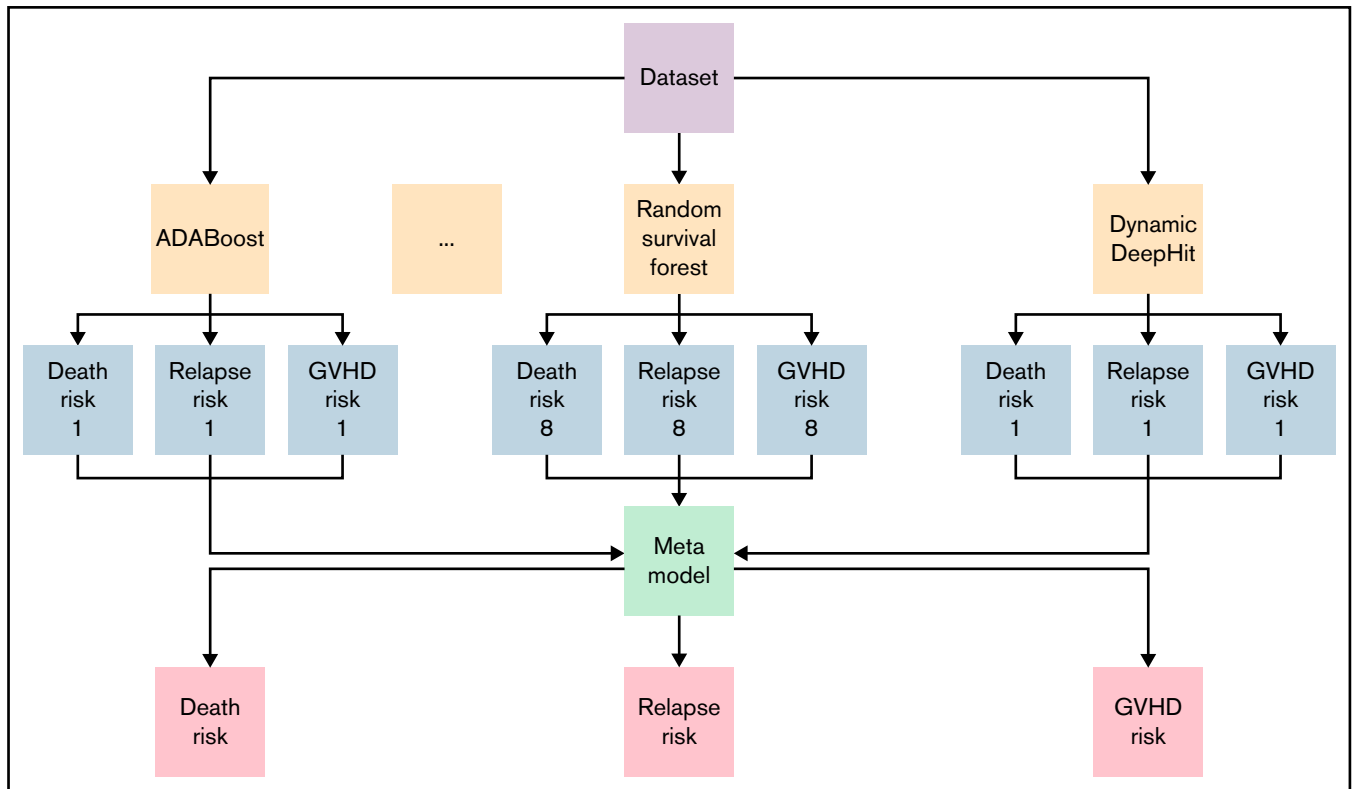 Dataset
ADABoost
...
Random
survival
forest
Dynamic
DeepHit
Death
risk
1
Relapse
risk
1
GVHD
risk
1
Death
risk
8
Relapse
risk
8
GVHD
risk
8
Death
risk
1
Relapse
risk
1
GVHD
risk
1
Meta
model
Death
risk
Relapse
risk
GVHD
risk